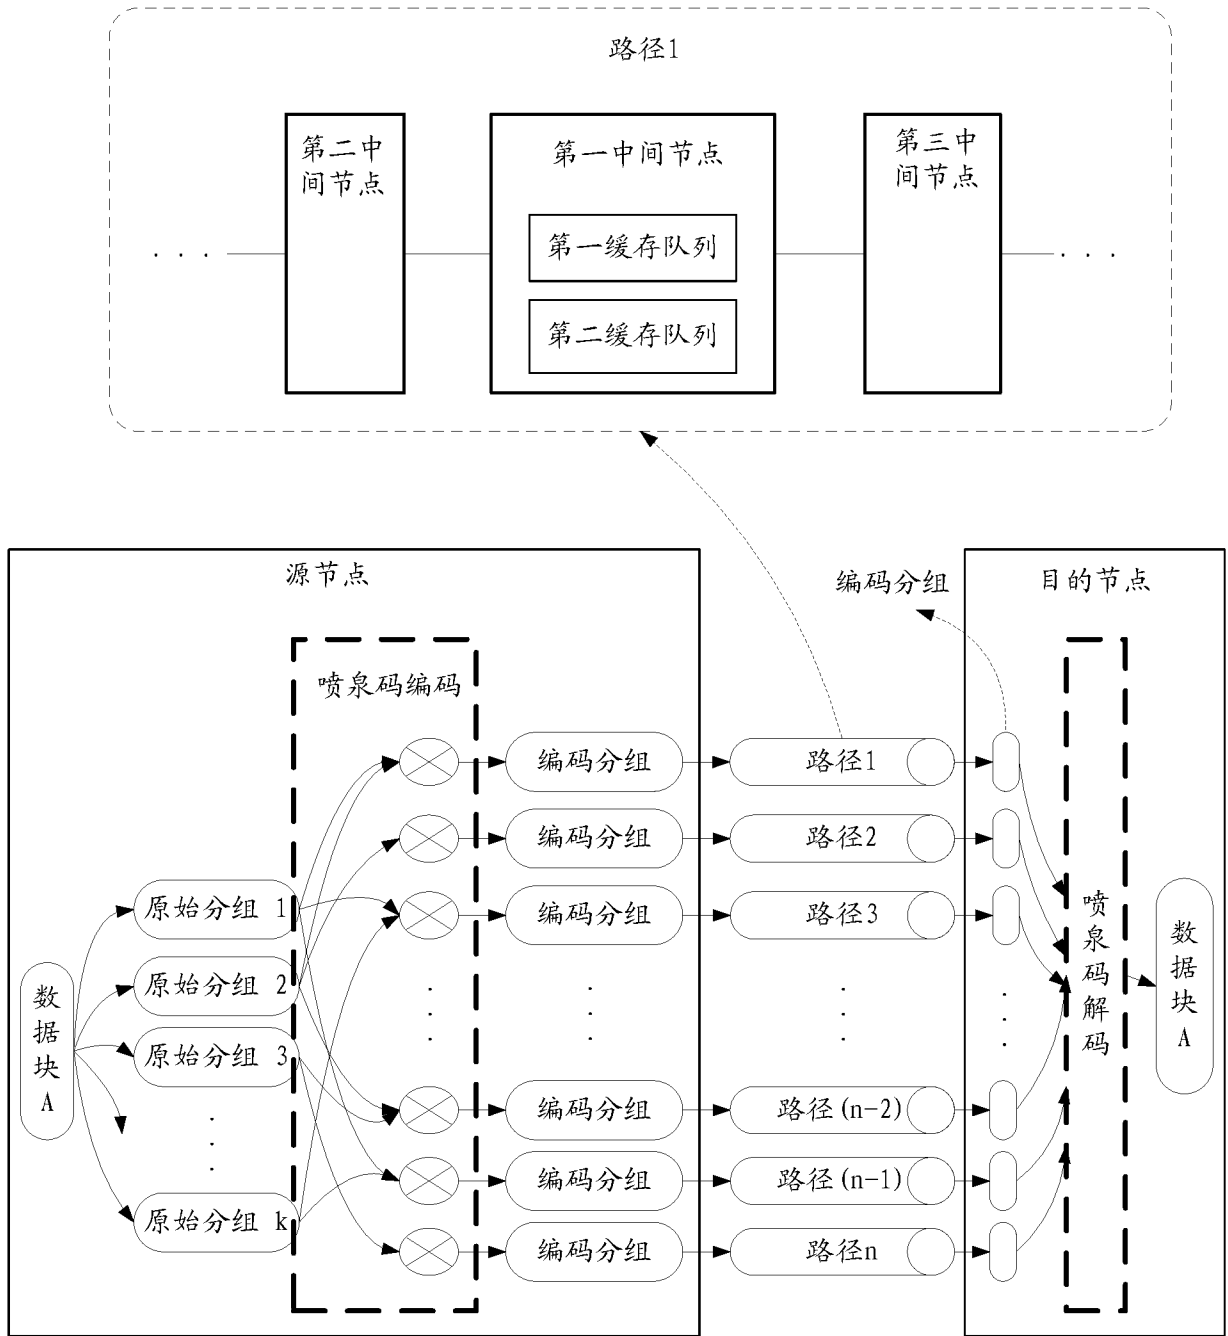 路径1
第二中
间节点
第一中间节点
第三中
间节点
第一缓存队列
第二缓存队列
. . .
. . .
源节点
编码分组
目的节点
喷泉码编码
编码分组
路径1
编码分组
路径2
原始分组 1
编码分组
路径3
原始分组 2
原始分组 3
原始分组 k
数
据
块
A
编码分组
路径(n-2)
编码分组
路径(n-1)
编码分组
路径n
喷
泉
码
解
码
数
据
块
A